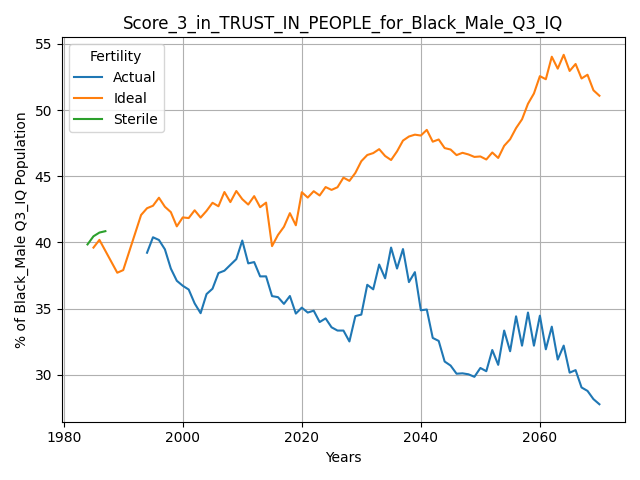 Score_3_in_TRUST_IN_PEOPLE_for_Black_Male_Q3_IQ
Fertility
Actual
Ideal
Sterile
% of Black_Male Q3_IQ Population
55
50
45
40
35
30
1980
2000
2020
2040
2060
Years